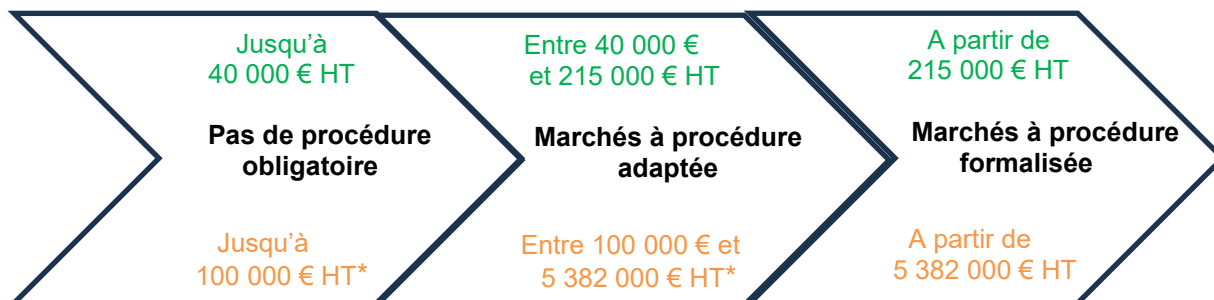 Jusqu’à
40 000 € HT
Pas de procédure
obligatoire
Jusqu’à
100 000 € HT*
Entre 40 000 €
et 215 000 € HT
Marchés à procédure
adaptée
Entre 100 000 € et
5 382 000 € HT*
A partir de
215 000 € HT
Marchés à procédure
formalisée
A partir de
5 382 000 € HT